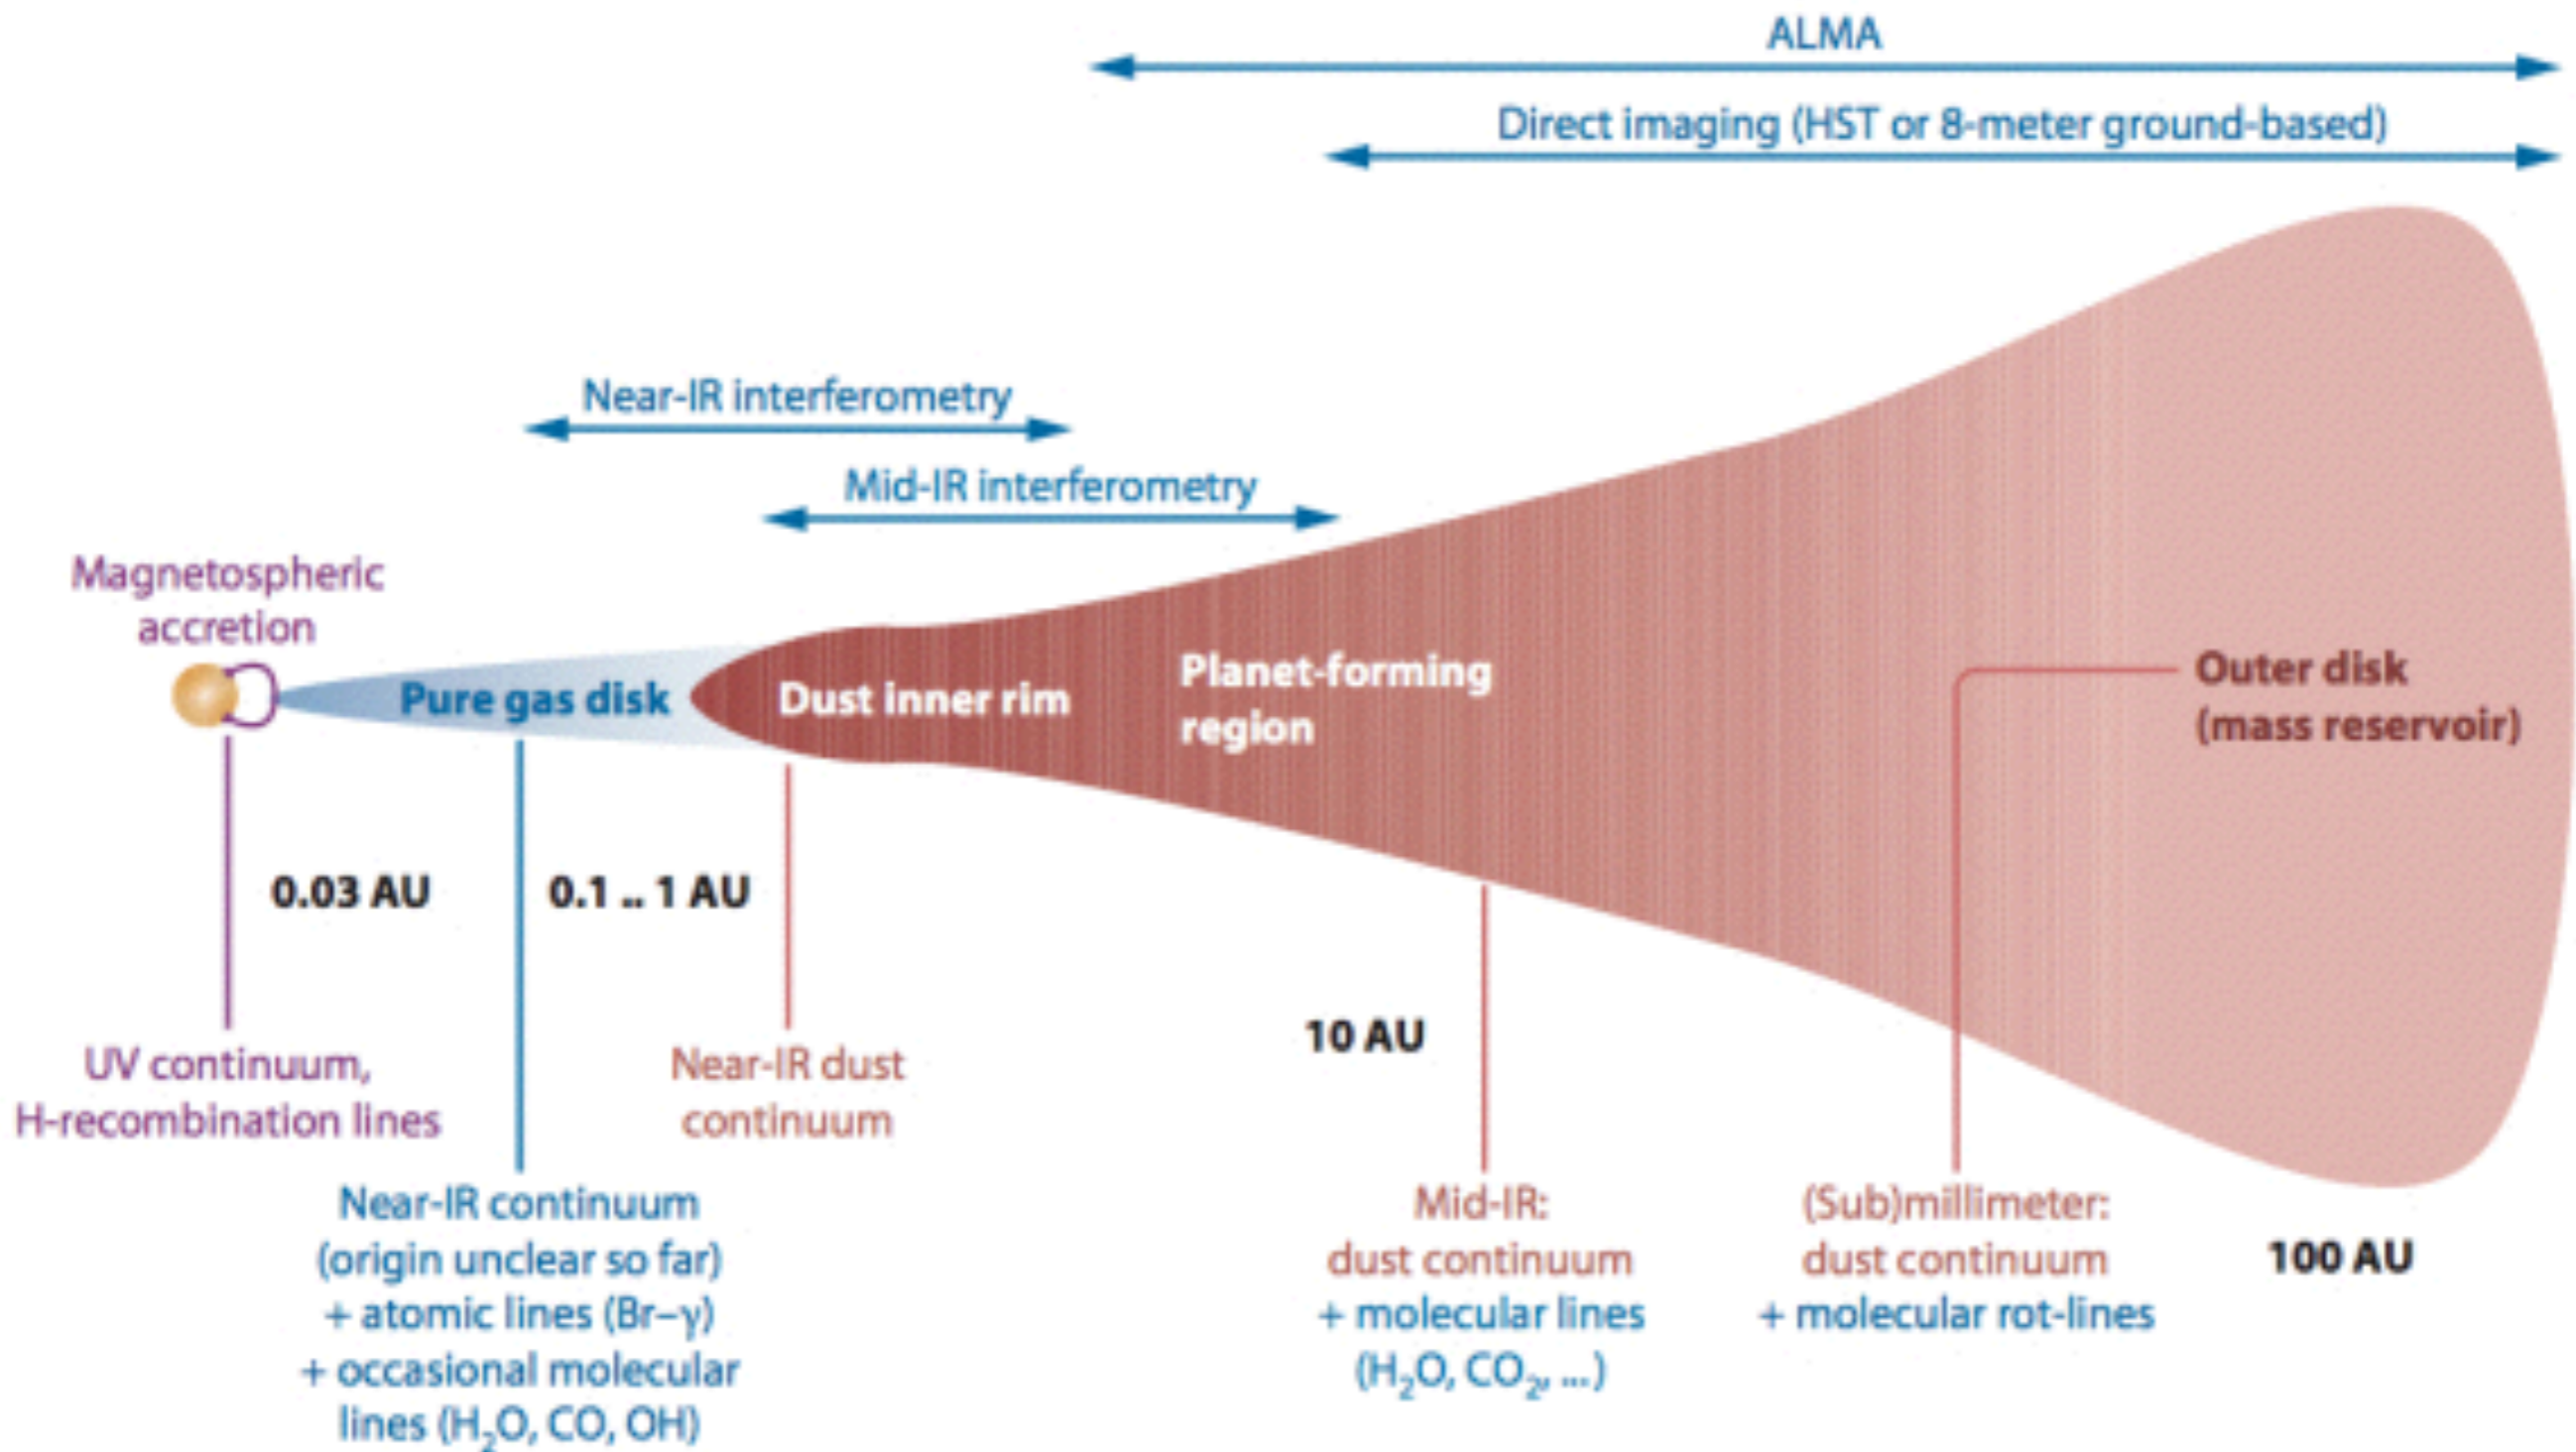 ALMA
Direct imaging (HST or 8-meter ground-based)
Near-IR interferometry
Mid-IR interferometry
Magnetospheric
accretion
Pure gas disk
Dust inner rim
Planet-forming
region
Outer disk
(mass reservoir)
0.03 AU
0.1 .. 1 AU
10 AU
100 AU
UV continuum,
H-recombination lines
Near-IR dust
continuum
Near-IR continuum
(origin unclear so far)
+ atomic lines (Br–γ)
+ occasional molecular
lines (H₂O, CO, OH)
Mid-IR:
dust continuum
+ molecular lines
(H₂O, CO₂, ...)
(Sub)millimeter:
dust continuum
+ molecular rot-lines